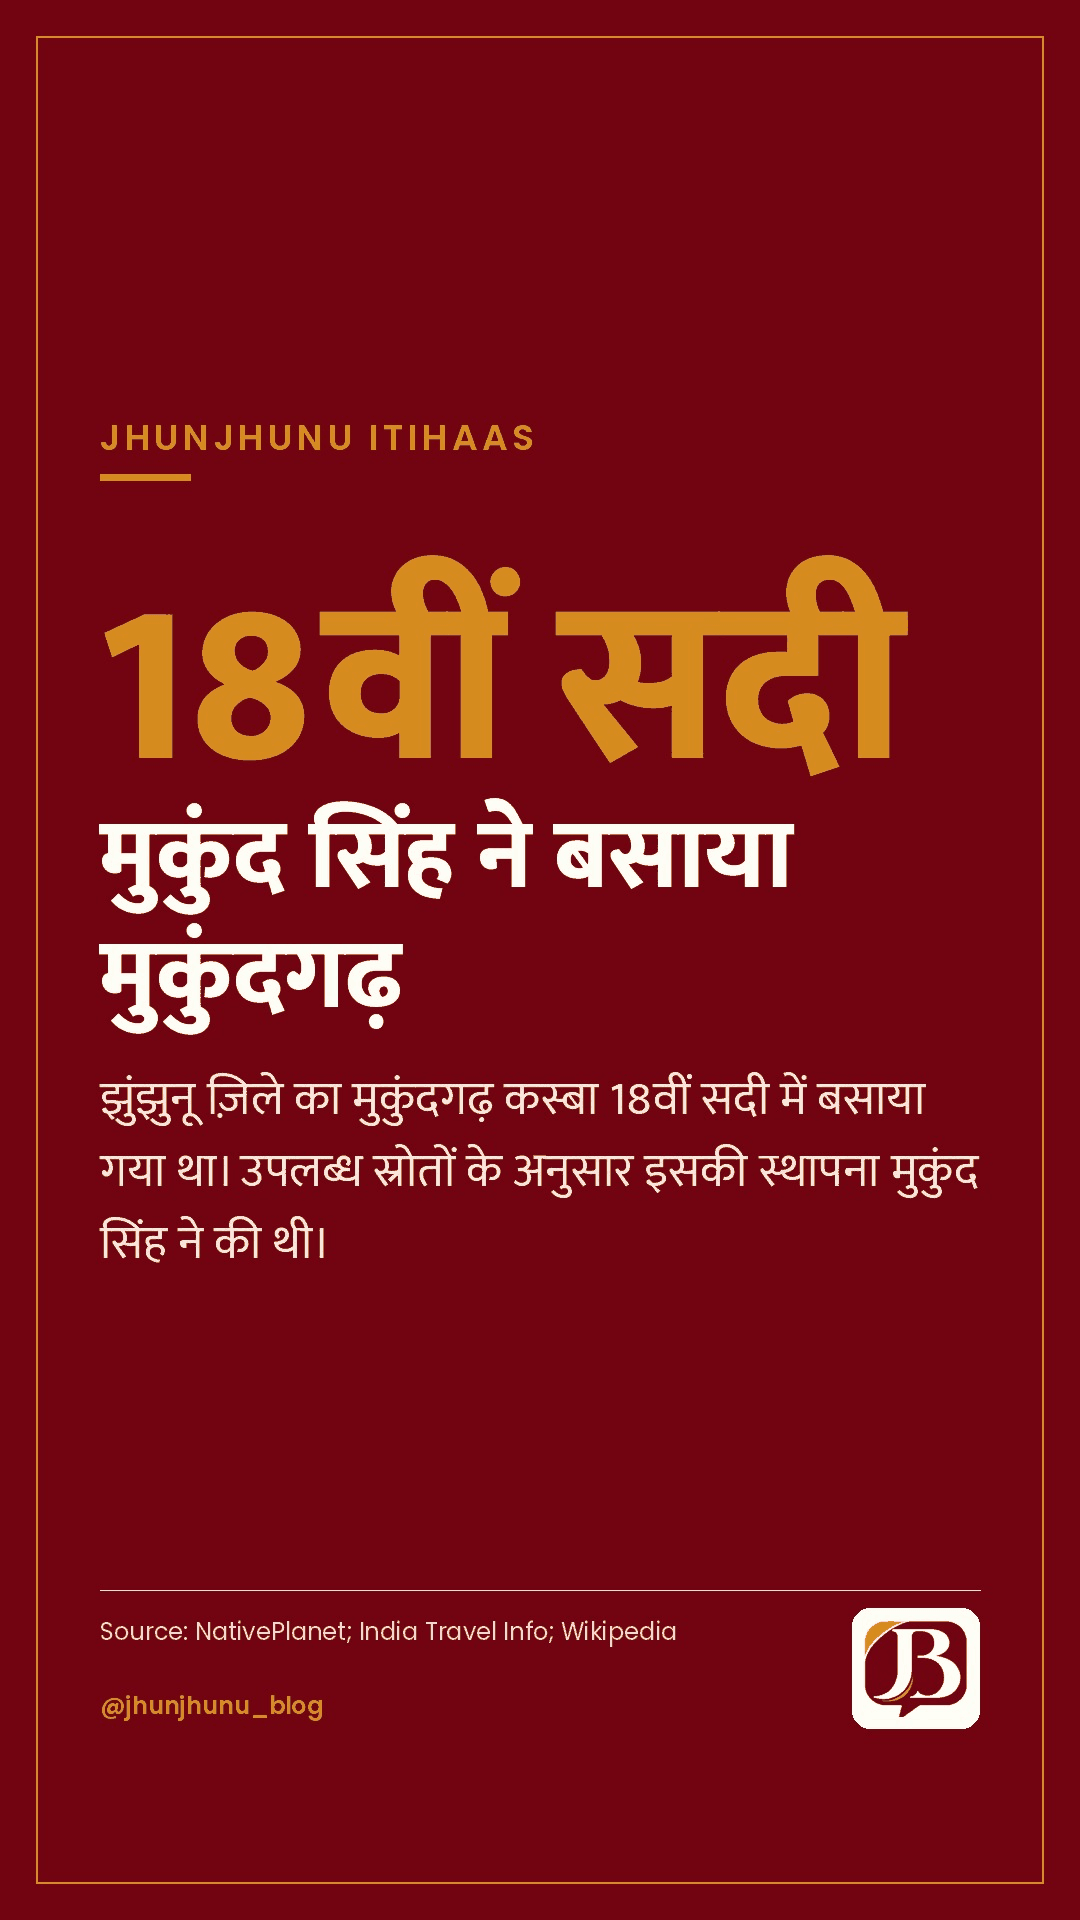 JHUNJHUNU ITIHAAS
18वीं सदी
मुकुंद सिंह ने बसाया
मुकुंदगढ़
झुंझुनू ज़िले का मुकुंदगढ़ कस्बा 18वीं सदी में बसाया
गया था। उपलब्ध स्रोतों के अनुसार इसकी स्थापना मुकुंद
सिंह ने की थी।
Source: NativePlanet; India Travel Info; Wikipedia
@jhunjhunu_blog
JB